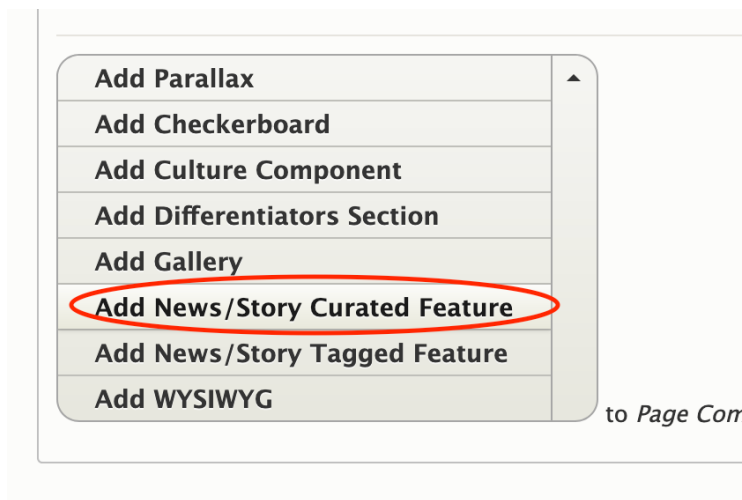 Add Parallax
Add Checkerboard
Add Culture Component
Add Differentiators Section
Add Gallery
Add News/Story Curated Feature
Add News/Story Tagged Feature
Add WYSIWYG
to Page Com